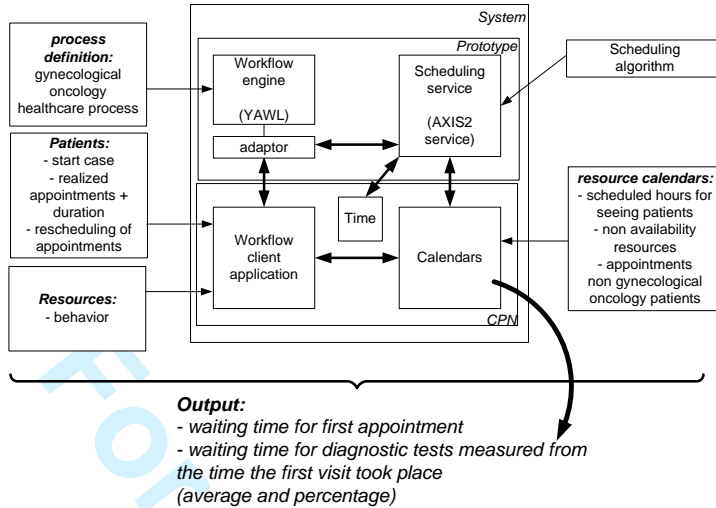 System
process
definition:
gynecological
oncology
healthcare process
Prototype
Workflow
engine
(YAWL)
adaptor
Scheduling
service
(AXIS2
service)
Scheduling
algorithm
Patients:
- start case
- realized
appointments +
duration
- rescheduling of
appointments
Time
resource calendars:
- scheduled hours for
seeing patients
- non availability
resources
- appointments
non gynecological
oncology patients
Workflow
client
application
Calendars
Resources:
- behavior
CPN
Output:
- waiting time for first appointment
- waiting time for diagnostic tests measured from
the time the first visit took place
(average and percentage)
For